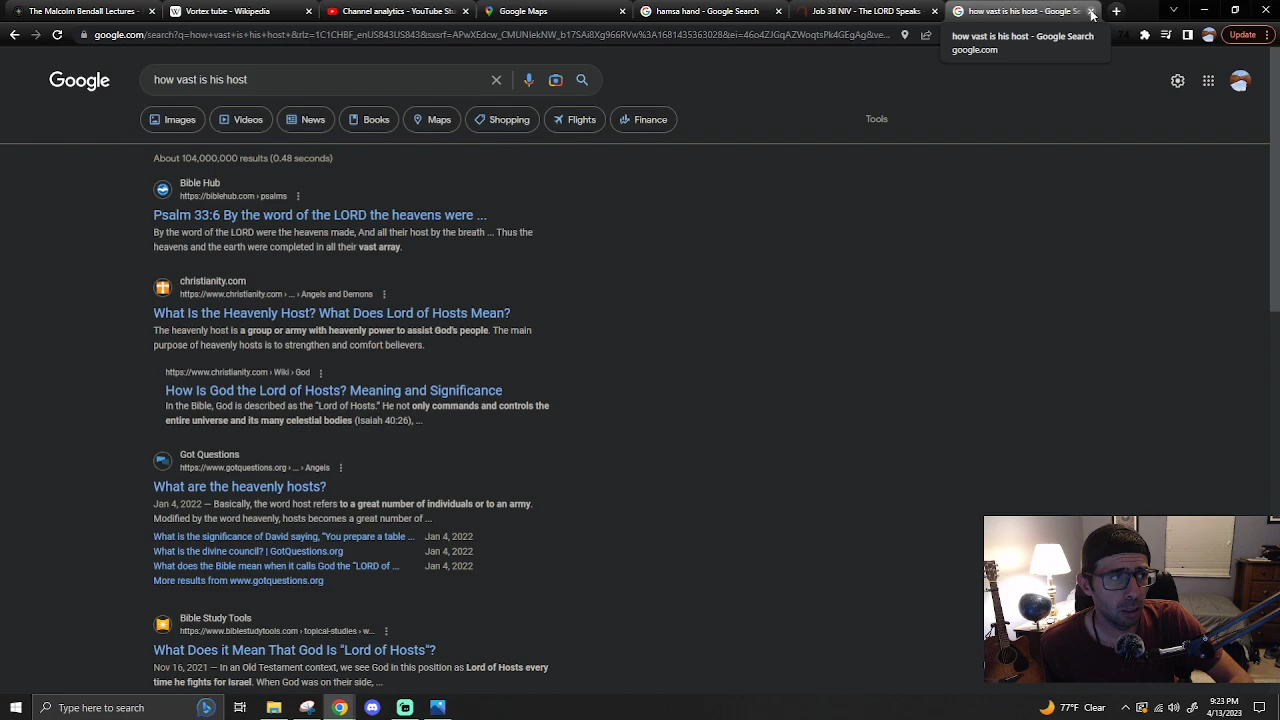 The Malcolm Bendall Lectures -
Vortex tube - Wikipedia
Channel analytics - YouTube St
Google Maps
hamsa hand - Google Search
Job 38 NIV - The LORD Speaks
how vast is his host - Google Se
how vast is his host - Google Search
google.com
74
Update
Google
how vast is his host
Images
Videos
News
Books
Maps
Shopping
Flights
Finance
Tools
About 104,000,000 results (0.48 seconds)
Bible Hub
https://biblehub.com › psalms
Psalm 33:6 By the word of the LORD the heavens were ...
By the word of the LORD were the heavens made, And all their host by the breath ... Thus the
heavens and the earth were completed in all their vast array.
christianity.com
https://www.christianity.com › ... › Angels and Demons
What Is the Heavenly Host? What Does Lord of Hosts Mean?
The heavenly host is a group or army with heavenly power to assist God's people. The main
purpose of heavenly hosts is to strengthen and comfort believers.
https://www.christianity.com › Wiki › God
How Is God the Lord of Hosts? Meaning and Significance
In the Bible, God is described as the “Lord of Hosts.” He not only commands and controls the
entire universe and its many celestial bodies (Isaiah 40:26), ...
Got Questions
https://www.gotquestions.org › ... › Angels
What are the heavenly hosts?
Jan 4, 2022 — Basically, the word host refers to a great number of individuals or to an army.
Modified by the word heavenly, hosts becomes a great number of ...
What is the significance of David saying, “You prepare a table ... Jan 4, 2022
What is the divine council? | GotQuestions.org Jan 4, 2022
What does the Bible mean when it calls God the “LORD of ... Jan 4, 2022
More results from www.gotquestions.org
Bible Study Tools
https://www.biblestudytools.com › topical-studies › w...
What Does it Mean That God Is “Lord of Hosts”?
Nov 16, 2021 — In an Old Testament context, we see God in this position as Lord of Hosts every
time he fights for Israel. When God was on their side, ...
Type here to search
71°F Clear
9:23 PM
4/13/2023